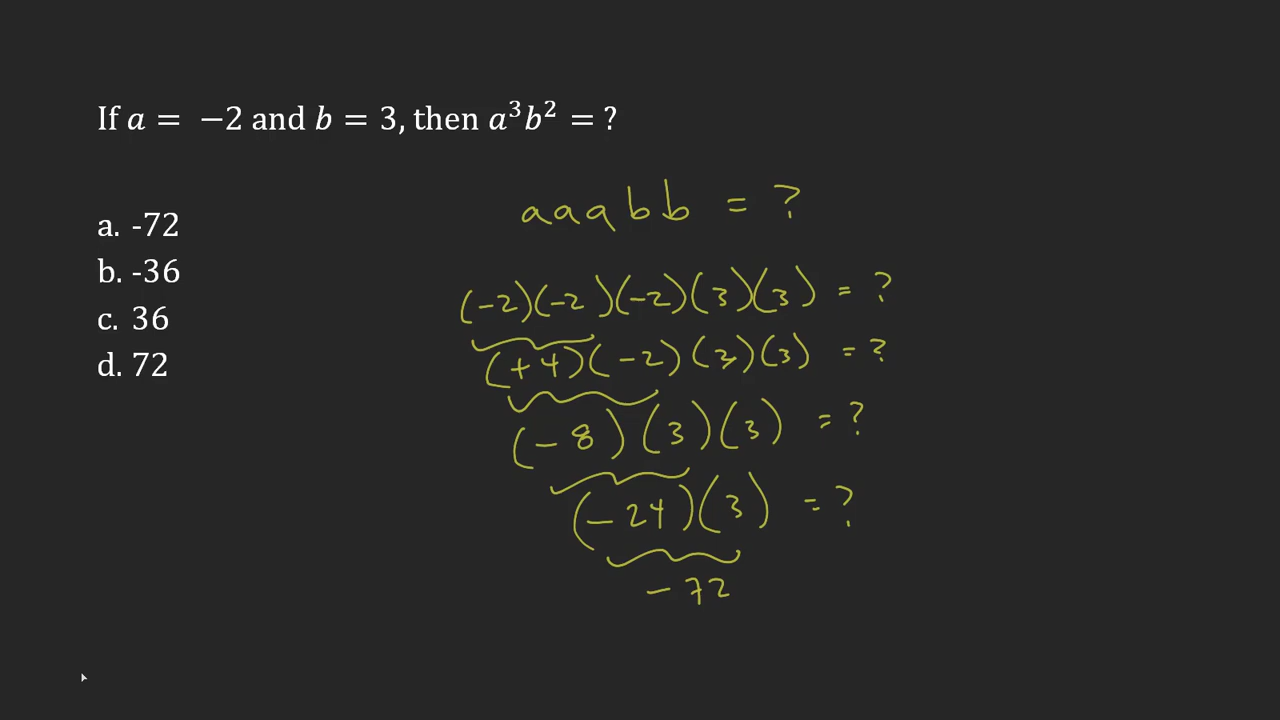 If a = −2 and b = 3, then a³b² = ?
a. -72
b. -36
c. 36
d. 72
aaabb = ?
(-2)(-2)(-2)(3)(3) = ?
(+4)(-2)(3)(3) = ?
(-8)(3)(3) = ?
(-24)(3) = ?
-72